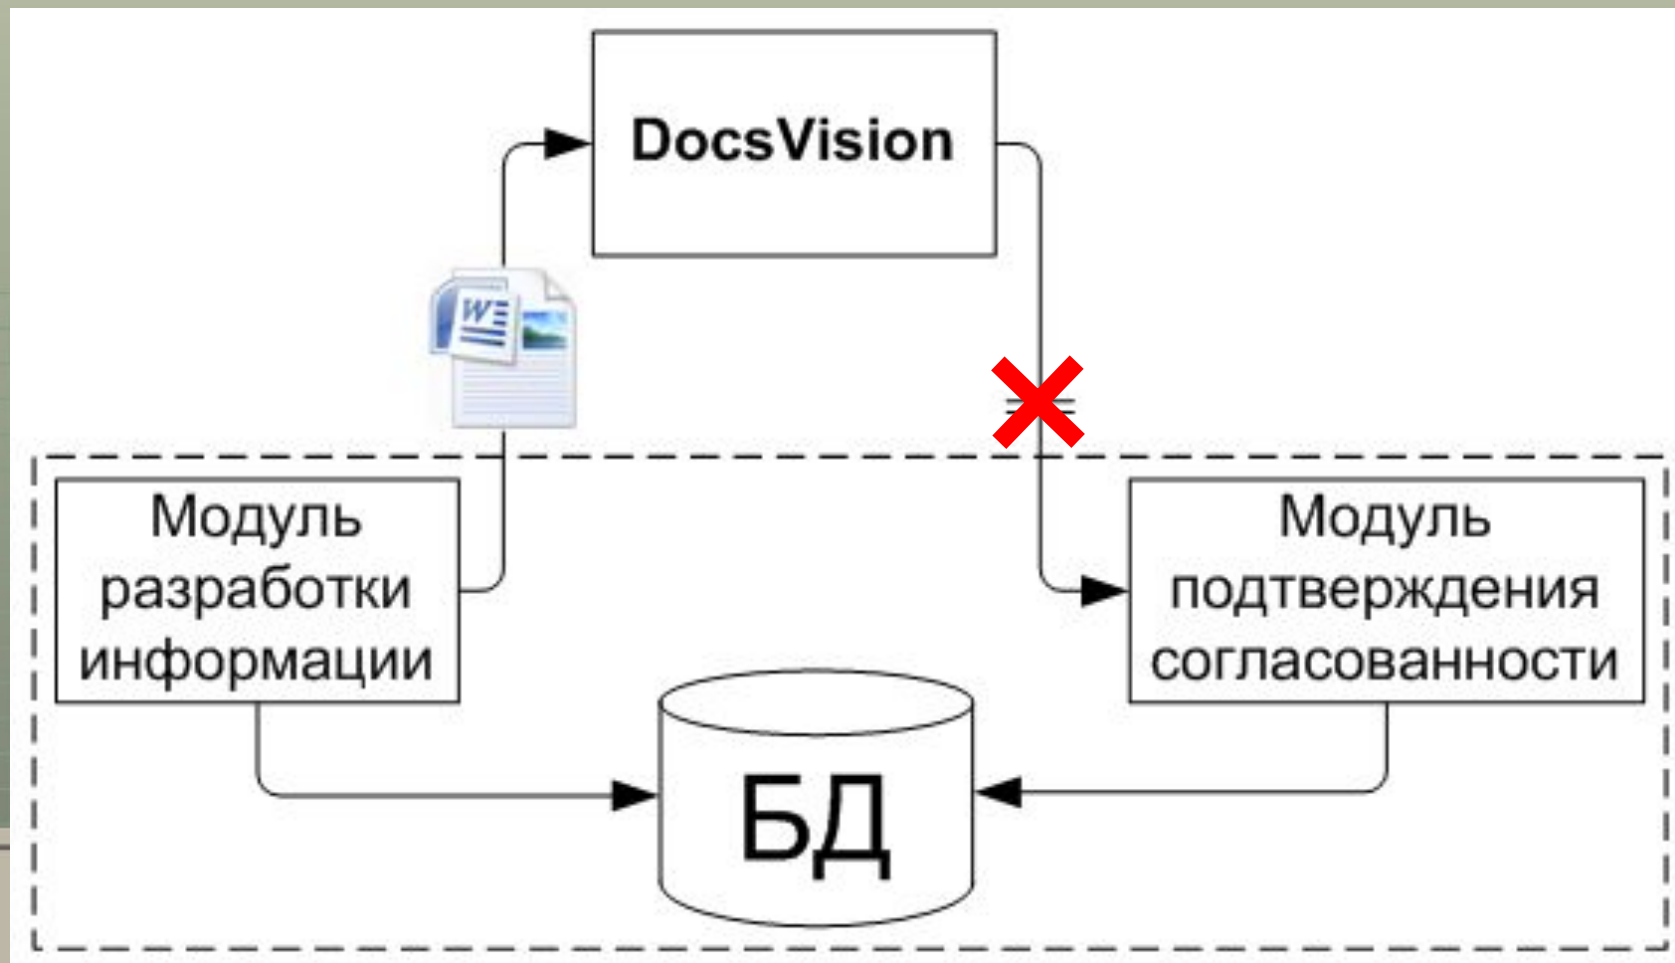 DocsVision
W
Модуль
разработки
информации
Модуль
подтверждения
согласованности
БД